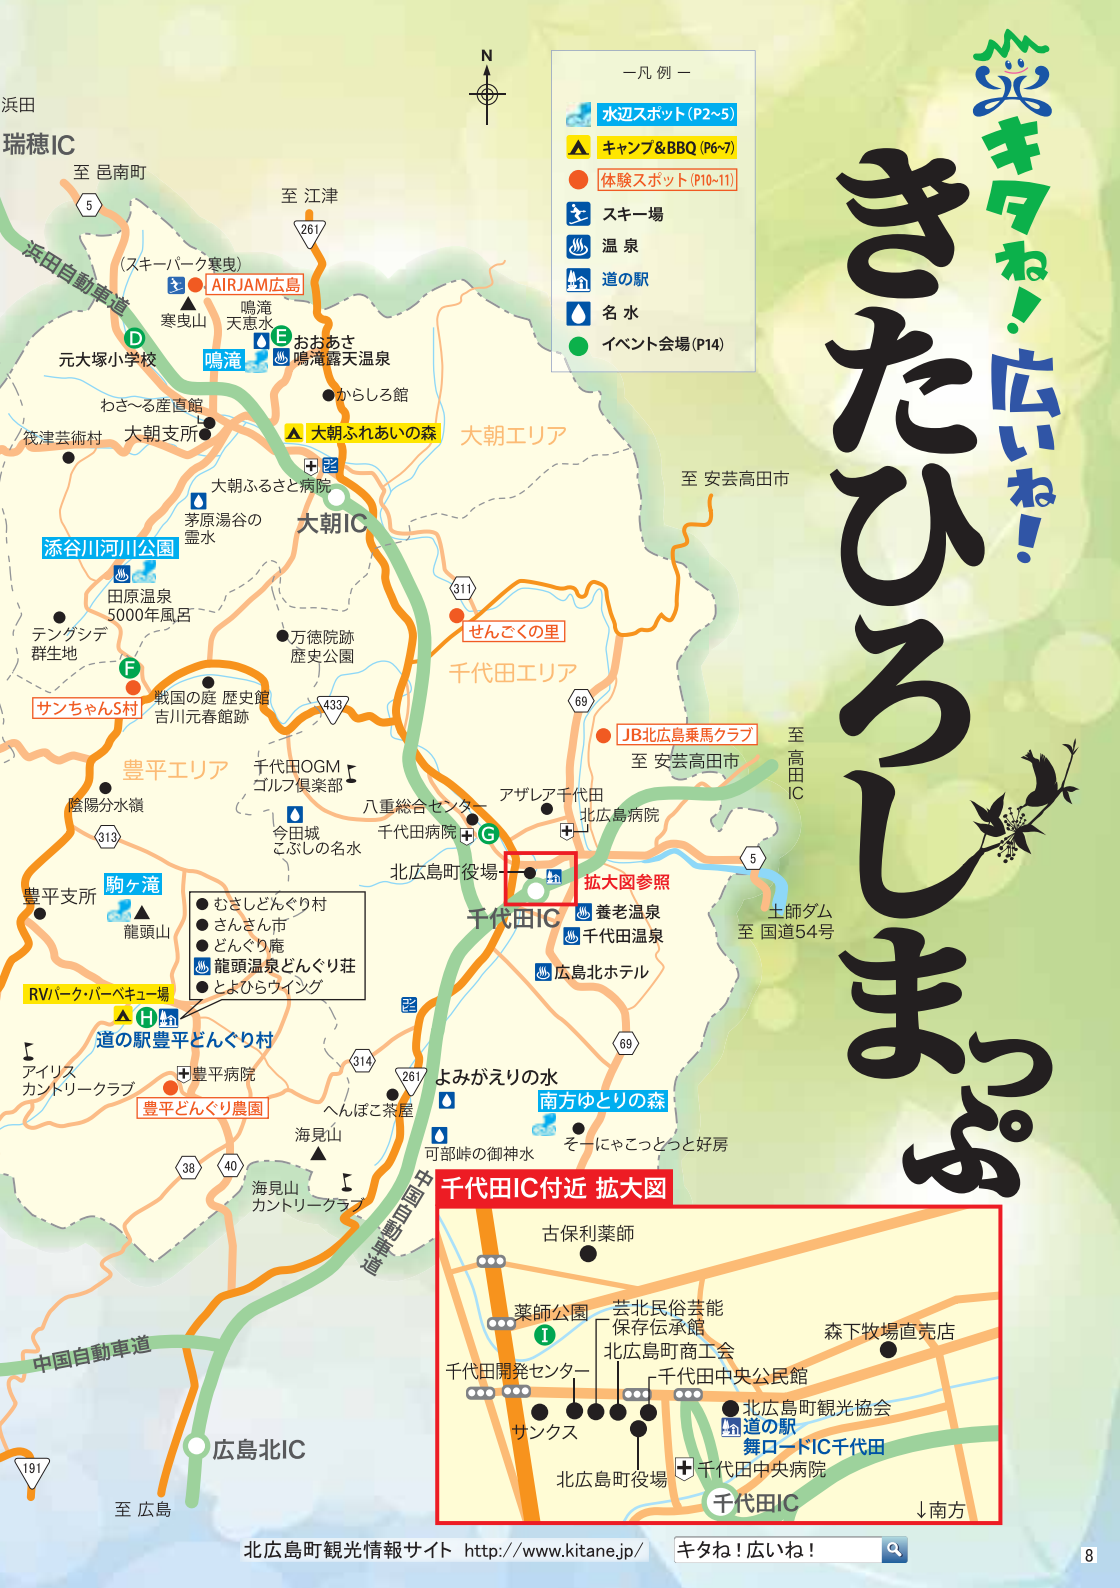 キタね!広いね!
きたひろしまっぷ
N
ー凡 例 ー
水辺スポット(P2~5)
キャンプ&BBQ(P6~7)
体験スポット(P10~11)
スキー場
温 泉
道の駅
名 水
イベント会場(P14)
浜田
瑞穂IC
至 邑南町
5
至 江津
261
浜田自動車道
(スキーパーク寒曳)
AIRJAM広島
寒曳山
鳴滝
天恵水
D
元大塚小学校
E
おおあさ
鳴滝露天温泉
鳴滝
からしろ館
わさ~る産直館
大朝支所
筏津芸術村
大朝ふれあいの森
大朝エリア
コンビニ
大朝ふるさと病院
大朝IC
茅原湯谷の
霊水
至 安芸高田市
添谷川河川公園
田原温泉
5000年風呂
テングシデ
群生地
311
せんごくの里
万徳院跡
歴史公園
千代田エリア
F
サンちゃんS村
戦国の庭 歴史館
吉川元春館跡
433
69
JB北広島乗馬クラブ
至 安芸高田市
至 高田IC
豊平エリア
千代田OGM
ゴルフ倶楽部
陰陽分水嶺
313
今田城
こぶしの名水
八重総合センター
千代田病院
G
アザレア千代田
北広島病院
5
北広島町役場
拡大図参照
千代田IC
土師ダム
至 国道54号
養老温泉
千代田温泉
広島北ホテル
豊平支所
駒ヶ滝
龍頭山
むさしどんぐり村
さんさん市
どんぐり庵
龍頭温泉どんぐり荘
とよひらウイング
RVパーク・バーベキュー場
H
道の駅豊平どんぐり村
コンビニ
アイリス
カントリークラブ
豊平病院
豊平どんぐり農園
314
261
69
よみがえりの水
へんぽこ茶屋
南方ゆとりの森
海見山
可部峠の御神水
そーにゃこっとっと好房
38
40
海見山
カントリークラブ
中国自動車道
千代田IC付近 拡大図
古保利薬師
薬師公園
I
芸北民俗芸能
保存伝承館
北広島町商工会
森下牧場直売店
千代田開発センター
千代田中央公民館
サンクス
北広島町観光協会
道の駅
舞ロードIC千代田
北広島町役場
千代田中央病院
千代田IC
↓南方
中国自動車道
広島北IC
191
至 広島
北広島町観光情報サイト http://www.kitane.jp/
キタね!広いね!
8